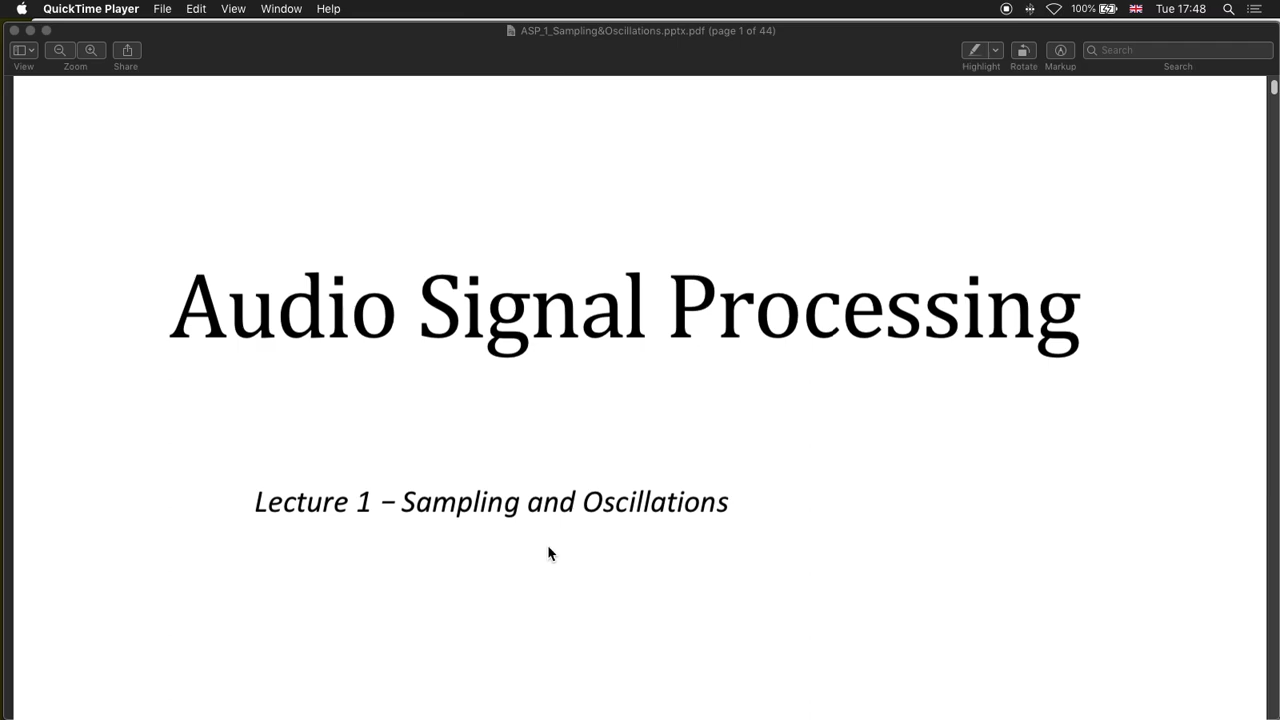 QuickTime Player File Edit View Window Help 100% Tue 17:48
ASP_1_Sampling&Oscillations.pptx.pdf (page 1 of 44)
Search
View Zoom Share Highlight Rotate Markup Search
Audio Signal Processing
Lecture 1 – Sampling and Oscillations